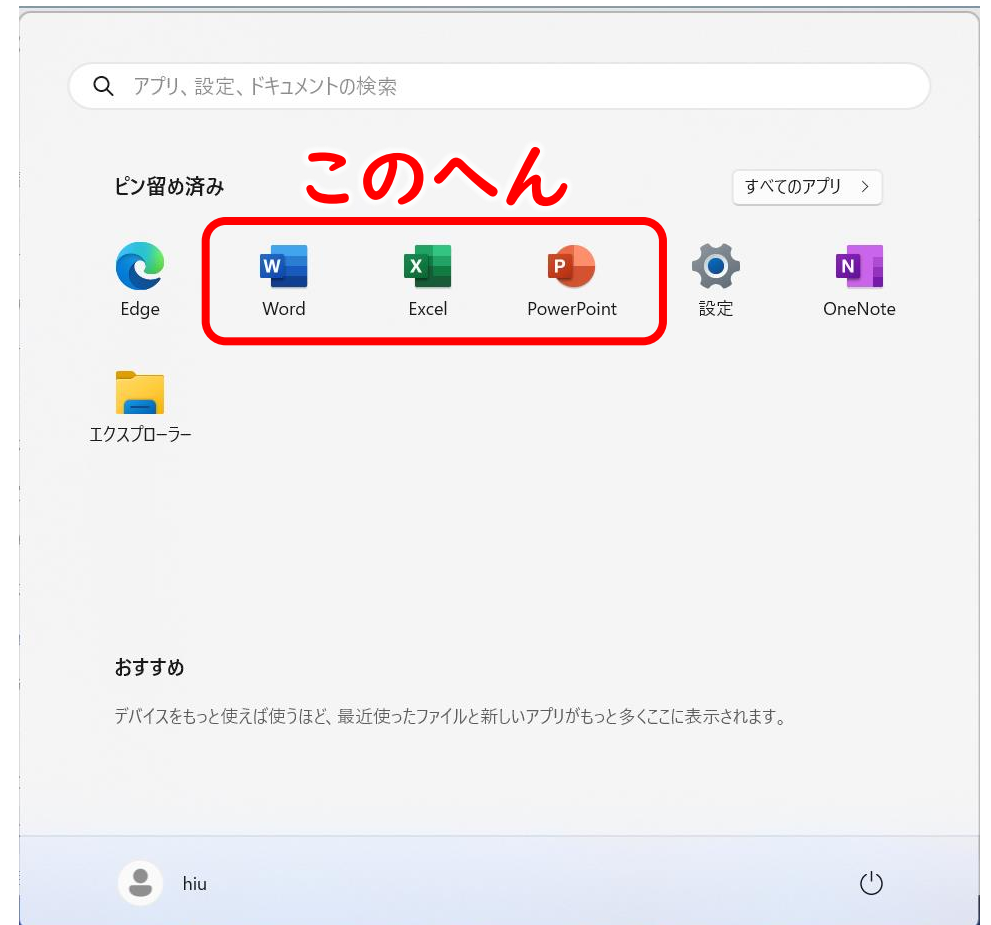 アプリ、設定、ドキュメントの検索
このへん
ピン留め済み
すべてのアプリ >
W
X
P
N
Edge
Word
Excel
PowerPoint
設定
OneNote
エクスプローラー
おすすめ
デバイスをもっと使えば使うほど、最近使ったファイルと新しいアプリがもっと多くここに表示されます。
hiu